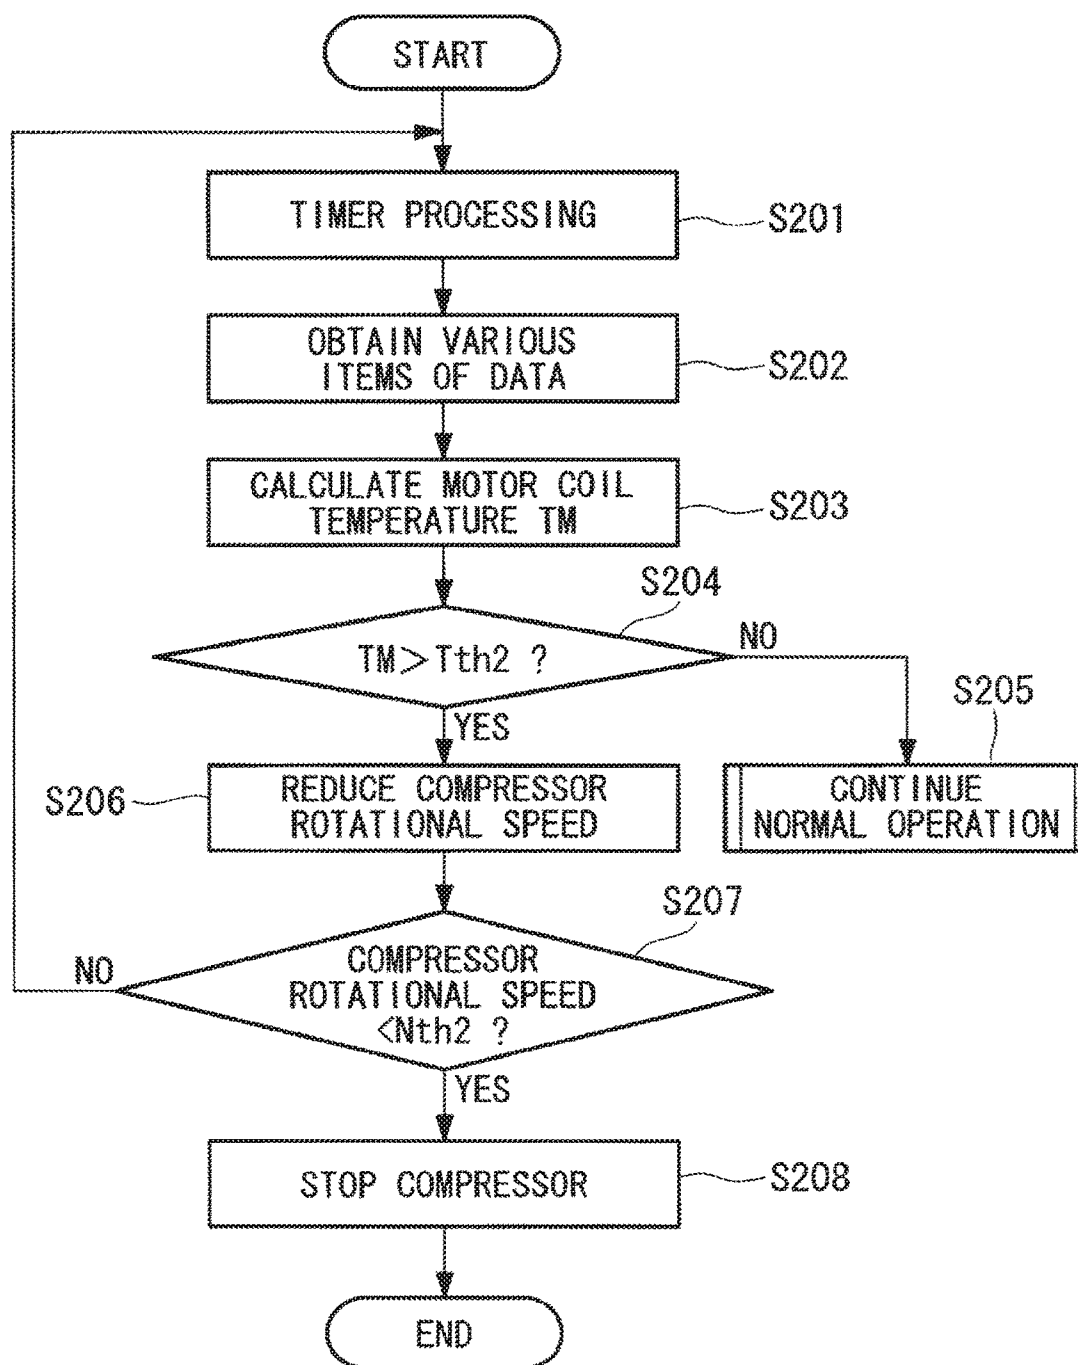 START
TIMER PROCESSING
S201
OBTAIN VARIOUS
ITEMS OF DATA
S202
CALCULATE MOTOR COIL
TEMPERATURE TM
S203
S204
TM>Tth2 ?
NO
YES
S205
CONTINUE
NORMAL OPERATION
S206
REDUCE COMPRESSOR
ROTATIONAL SPEED
S207
COMPRESSOR
ROTATIONAL SPEED
<Nth2 ?
NO
YES
STOP COMPRESSOR
S208
END